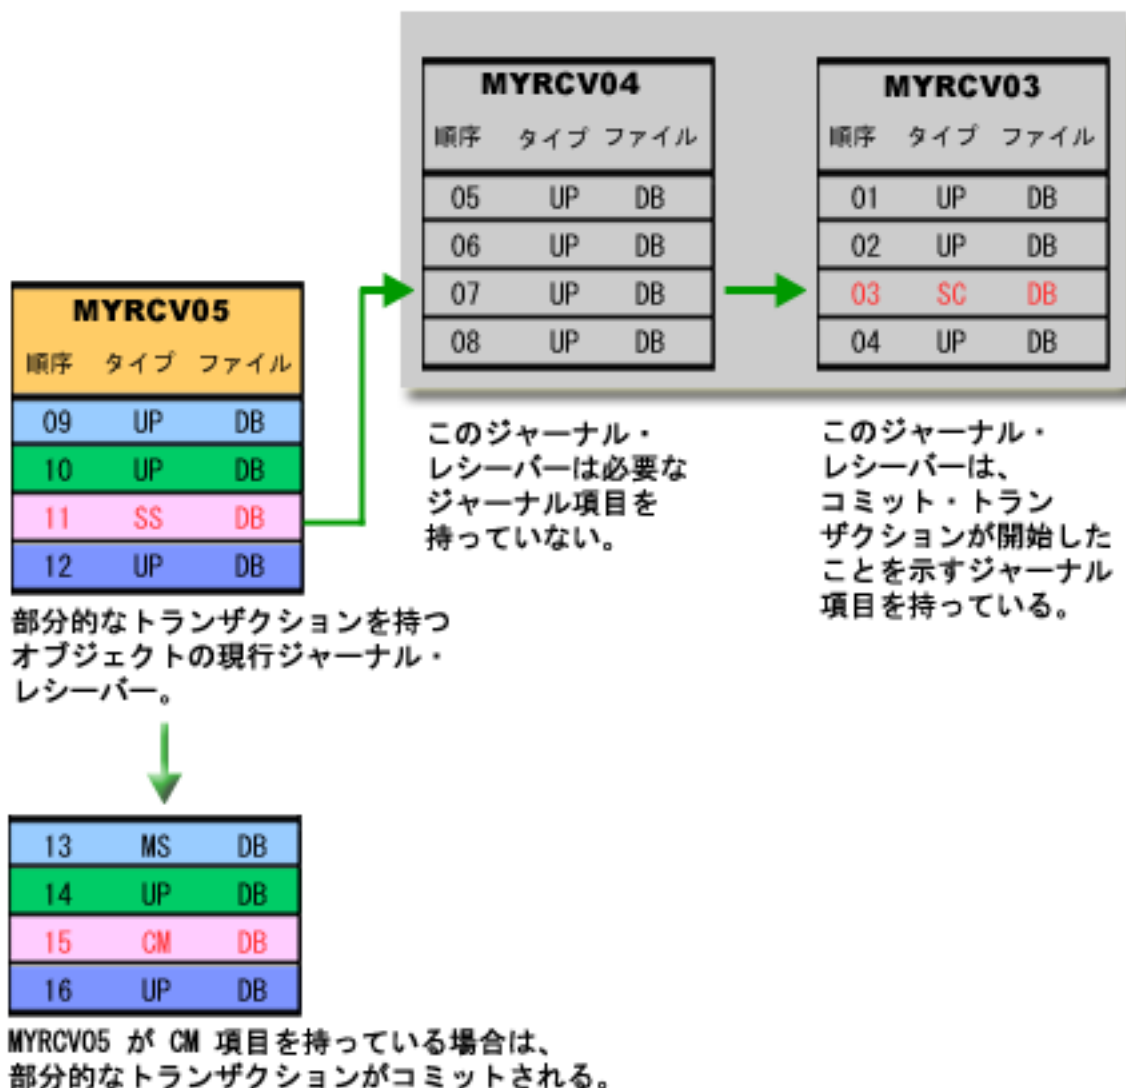 MYRCV04
順序 タイプ ファイル
05 UP DB
06 UP DB
07 UP DB
08 UP DB
このジャーナル・
レシーバーは必要な
ジャーナル項目を
持っていない。
MYRCV03
順序 タイプ ファイル
01 UP DB
02 UP DB
03 SC DB
04 UP DB
このジャーナル・
レシーバーは、
コミット・トラン
ザクションが開始した
ことを示すジャーナル
項目を持っている。
MYRCV05
順序 タイプ ファイル
09 UP DB
10 UP DB
11 SS DB
12 UP DB
部分的なトランザクションを持つ
オブジェクトの現行ジャーナル・
レシーバー。
13 MS DB
14 UP DB
15 CM DB
16 UP DB
MYRCV05 が CM 項目を持っている場合は、
部分的なトランザクションがコミットされる。